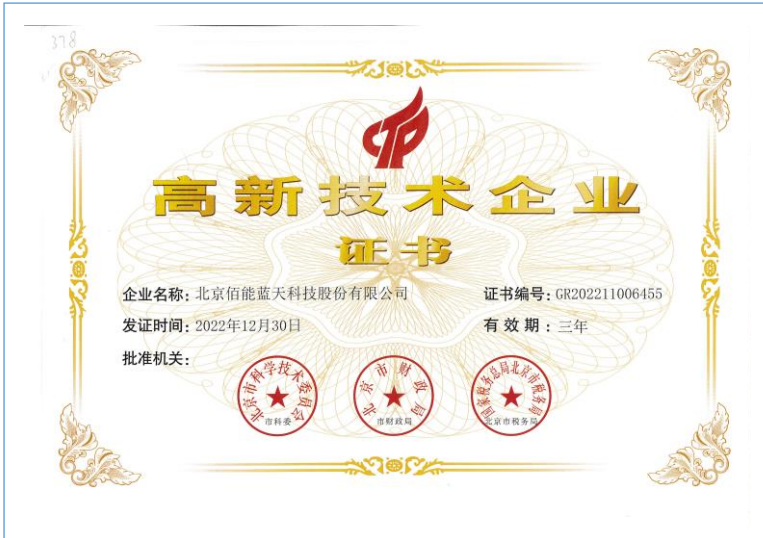 378
CTP
高新技术企业
证书
企业名称：北京佰能蓝天科技股份有限公司 证书编号：GR202211006455
发证时间：2022年12月30日 有效期：三年
批准机关：
北京市科学技术委员会 北京市财政局 国家税务总局北京市税务局
市科委 市财政局 北京市税务局